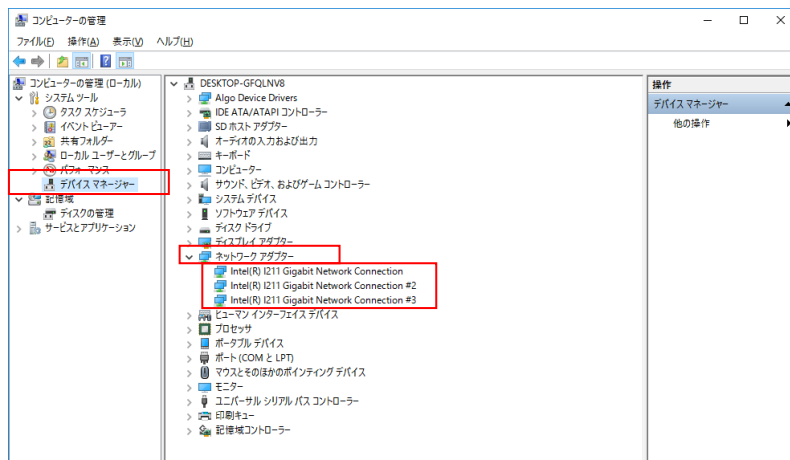 コンピューターの管理
ファイル(F) 操作(A) 表示(V) ヘルプ(H)
コンピューターの管理 (ローカル)
システム ツール
タスク スケジューラ
イベント ビューアー
共有フォルダー
ローカル ユーザーとグループ
パフォーマンス
デバイス マネージャー
記憶域
ディスクの管理
サービスとアプリケーション
DESKTOP-GFQLNV8
Algo Device Drivers
IDE ATA/ATAPI コントローラー
SD ホスト アダプター
オーディオの入力および出力
キーボード
コンピューター
サウンド、ビデオ、およびゲーム コントローラー
システム デバイス
ソフトウェア デバイス
ディスク ドライブ
ディスプレイ アダプター
ネットワーク アダプター
Intel(R) I211 Gigabit Network Connection
Intel(R) I211 Gigabit Network Connection #2
Intel(R) I211 Gigabit Network Connection #3
ヒューマン インターフェイス デバイス
プロセッサ
ポータブル デバイス
ポート (COM と LPT)
マウスとそのほかのポインティング デバイス
モニター
ユニバーサル シリアル バス コントローラー
印刷キュー
記憶域コントローラー
操作
デバイス マネージャー
他の操作